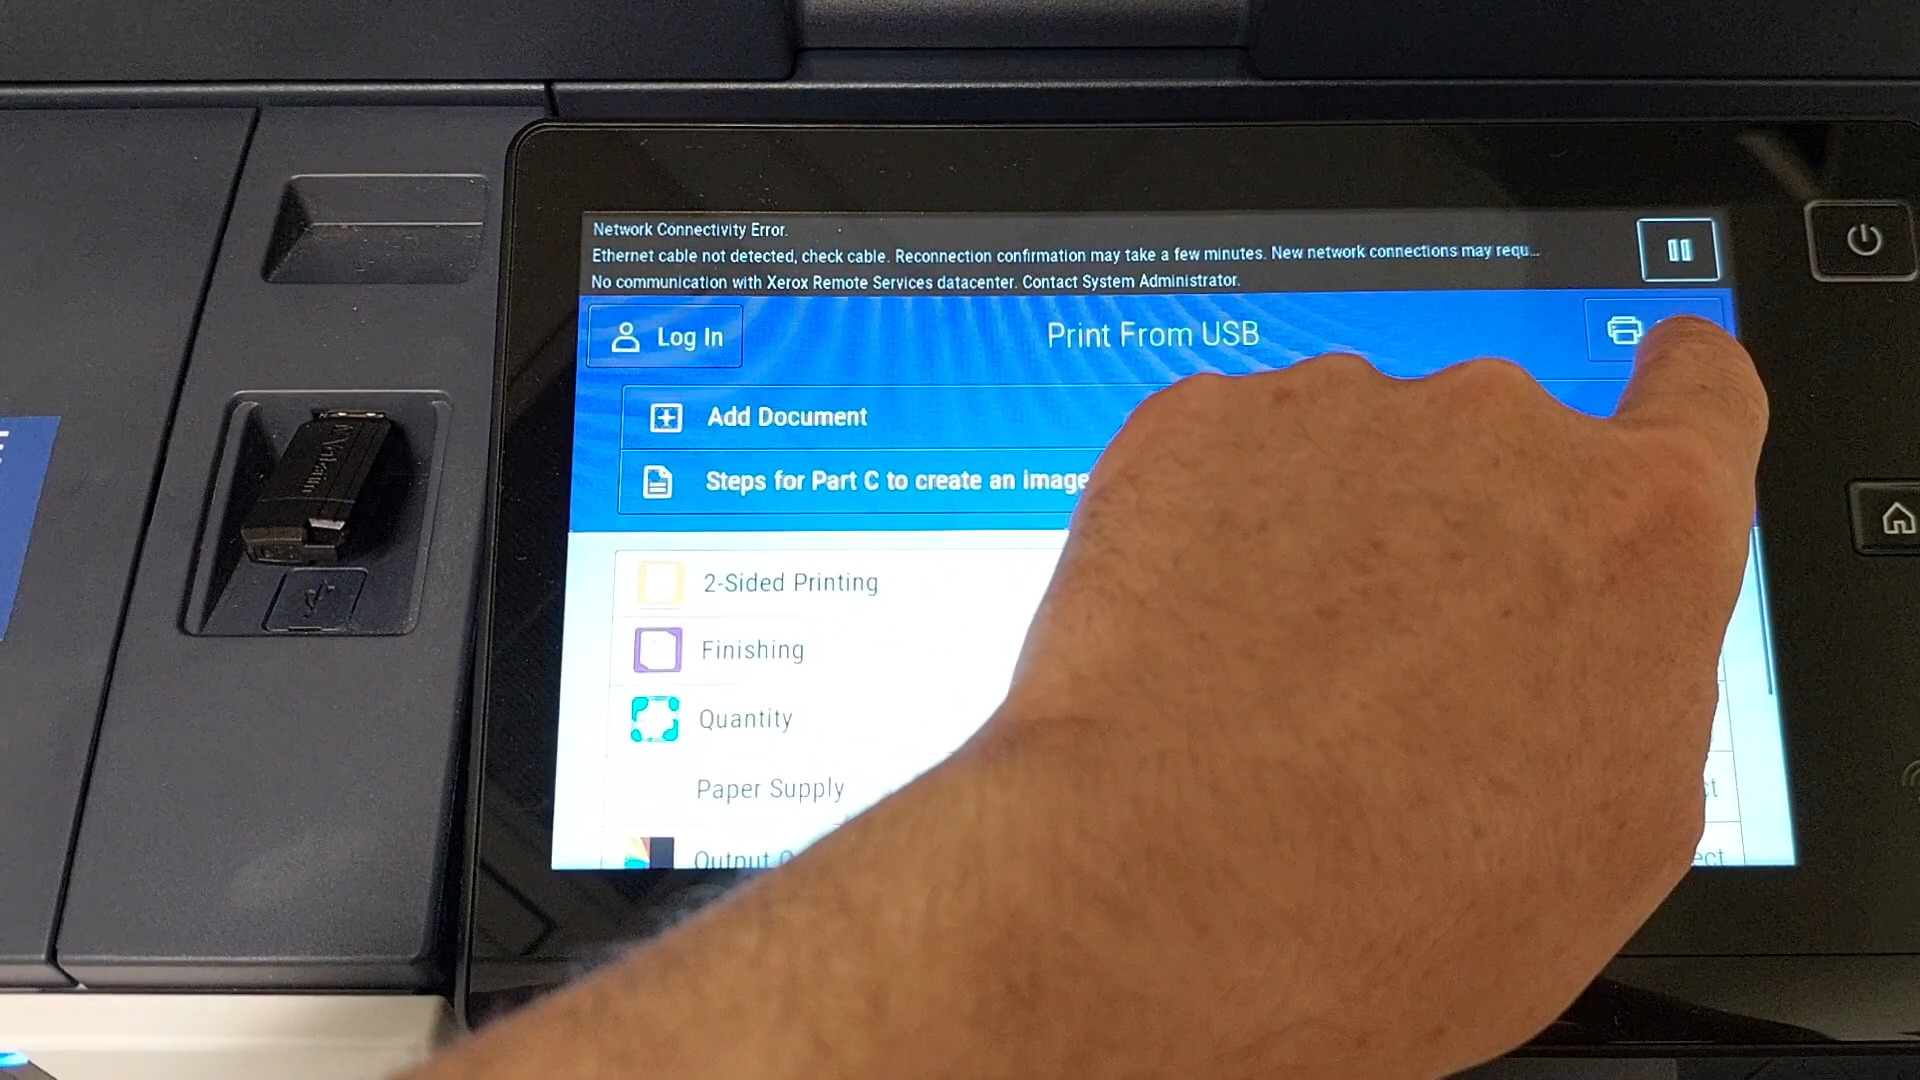 Network Connectivity Error.
Ethernet cable not detected, check cable. Reconnection confirmation may take a few minutes. New network connections may requ...
No communication with Xerox Remote Services datacenter. Contact System Administrator.
Log In
Print From USB
Add Document
Steps for Part C to create an image
2-Sided Printing
Finishing
Quantity
Paper Supply
Output